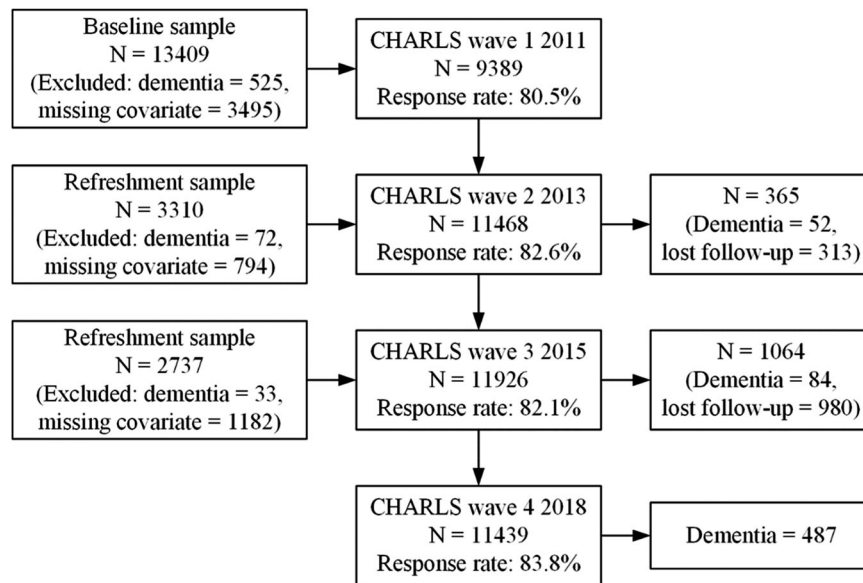 Baseline sample
N = 13409
(Excluded: dementia = 525,
missing covariate = 3495)
CHARLS wave 1 2011
N = 9389
Response rate: 80.5%
Refreshment sample
N = 3310
(Excluded: dementia = 72,
missing covariate = 794)
CHARLS wave 2 2013
N = 11468
Response rate: 82.6%
N = 365
(Dementia = 52,
lost follow-up = 313)
Refreshment sample
N = 2737
(Excluded: dementia = 33,
missing covariate = 1182)
CHARLS wave 3 2015
N = 11926
Response rate: 82.1%
N = 1064
(Dementia = 84,
lost follow-up = 980)
CHARLS wave 4 2018
N = 11439
Response rate: 83.8%
Dementia = 487